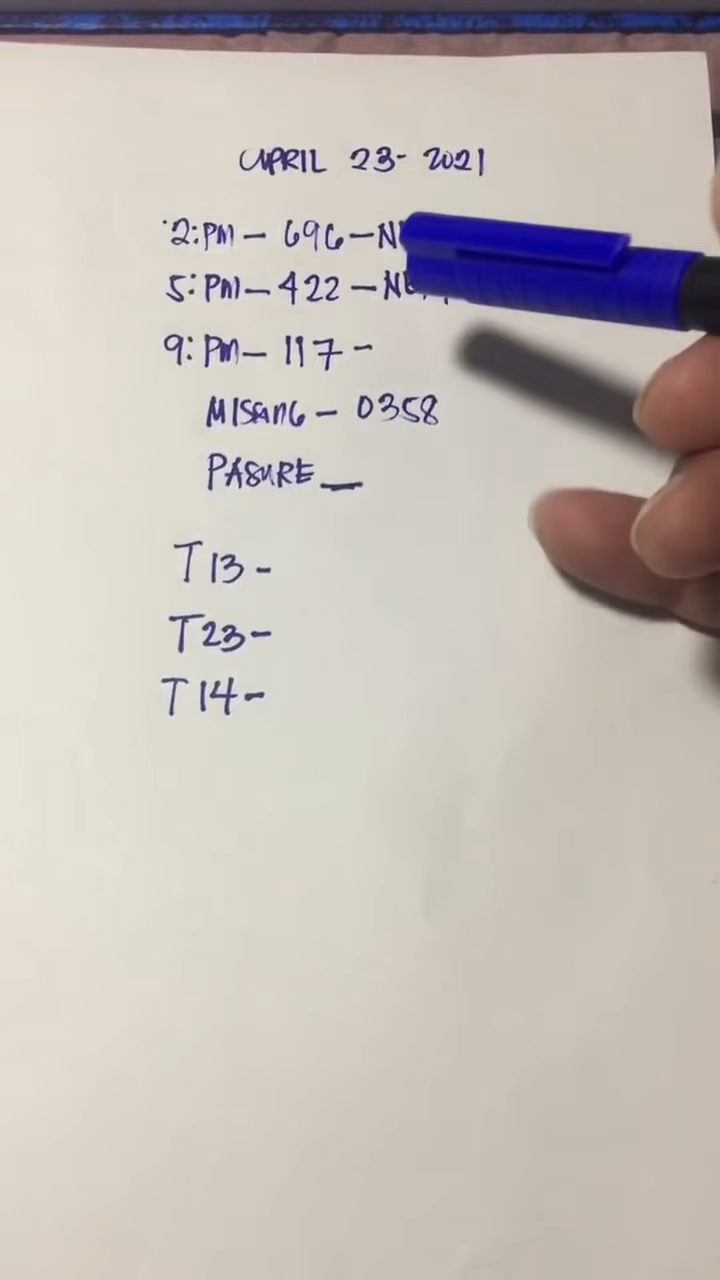 APRIL 23- 2021
2:PM - 696 -
5:PM - 422 -
9:PM - 117 -
MISANG - 0358
PASURE _
T13-
T23-
T14-